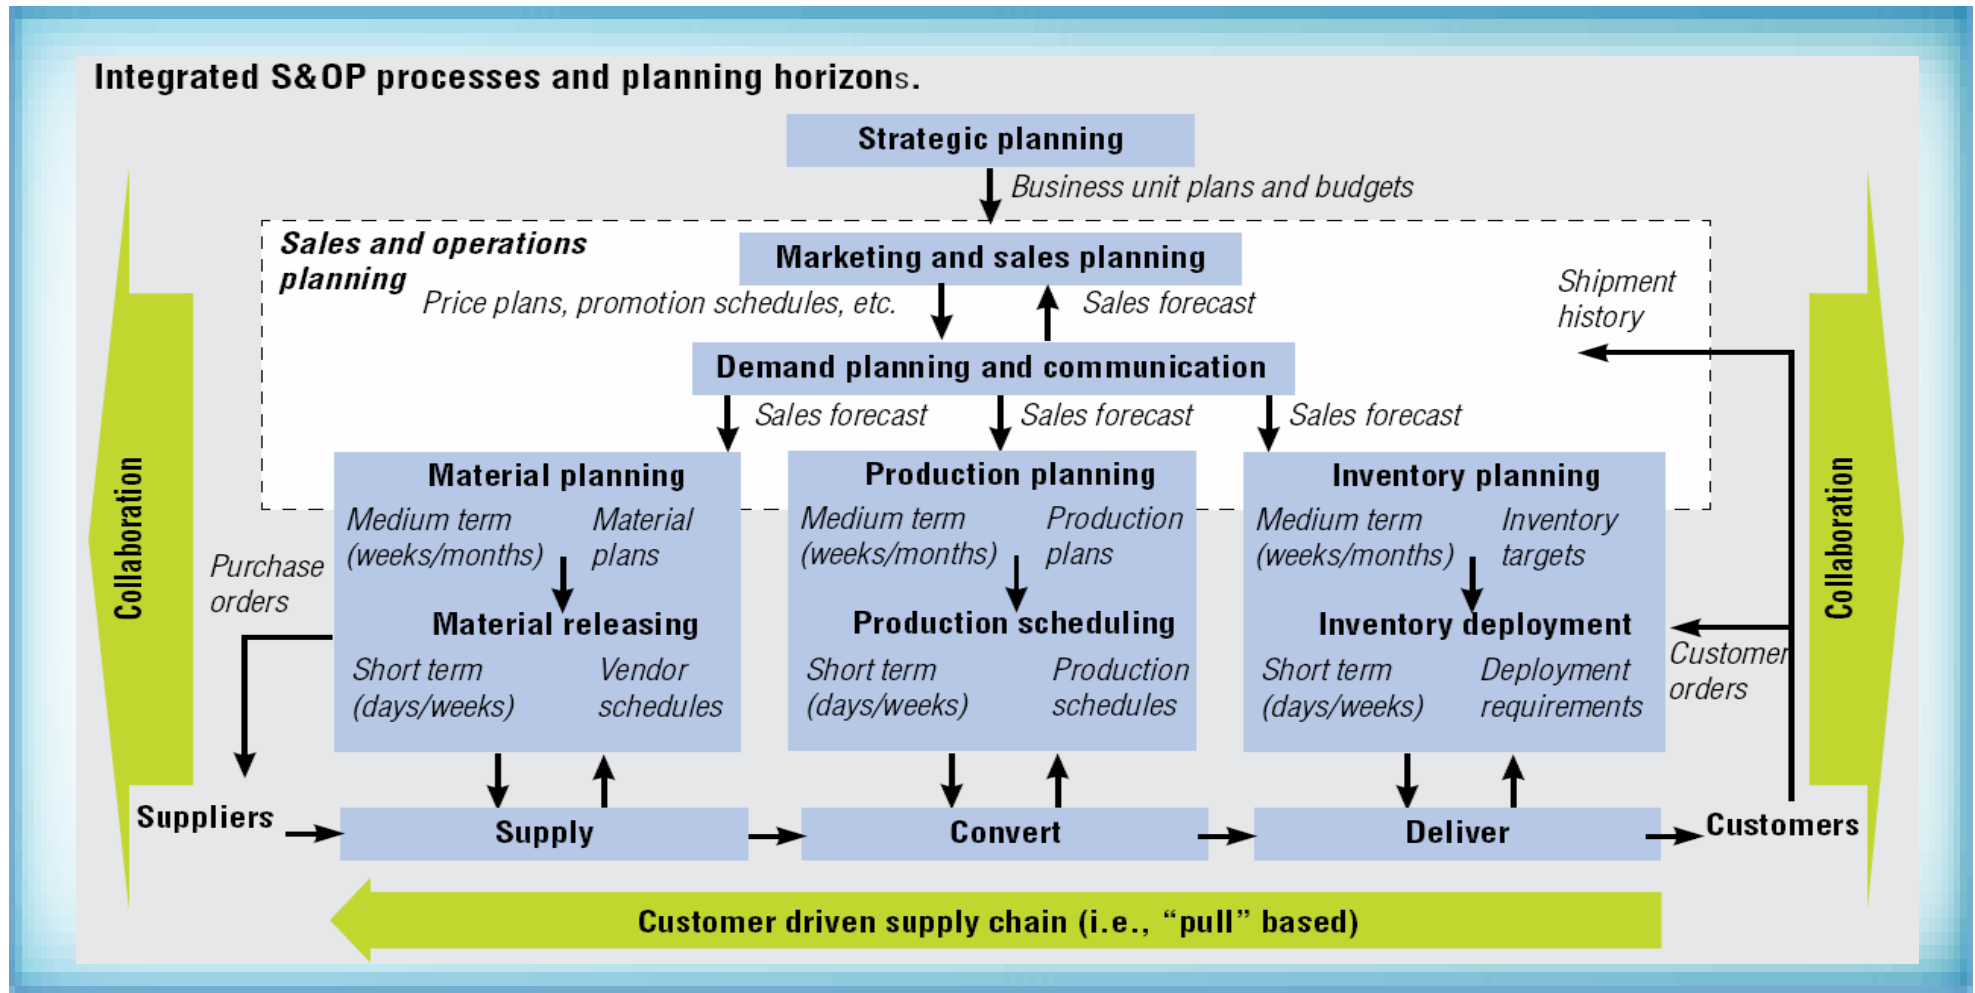 Integrated S&OP processes and planning horizons.
Strategic planning
Business unit plans and budgets
Sales and operations
planning
Marketing and sales planning
Price plans, promotion schedules, etc.
Sales forecast
Shipment
history
Demand planning and communication
Sales forecast
Sales forecast
Sales forecast
Collaboration
Purchase
orders
Material planning
Medium term
(weeks/months)
Material
plans
Material releasing
Short term
(days/weeks)
Vendor
schedules
Production planning
Medium term
(weeks/months)
Production
plans
Production scheduling
Short term
(days/weeks)
Production
schedules
Inventory planning
Medium term
(weeks/months)
Inventory
targets
Inventory deployment
Short term
(days/weeks)
Deployment
requirements
Customer
orders
Collaboration
Suppliers
Supply
Convert
Deliver
Customers
Customer driven supply chain (i.e., “pull” based)